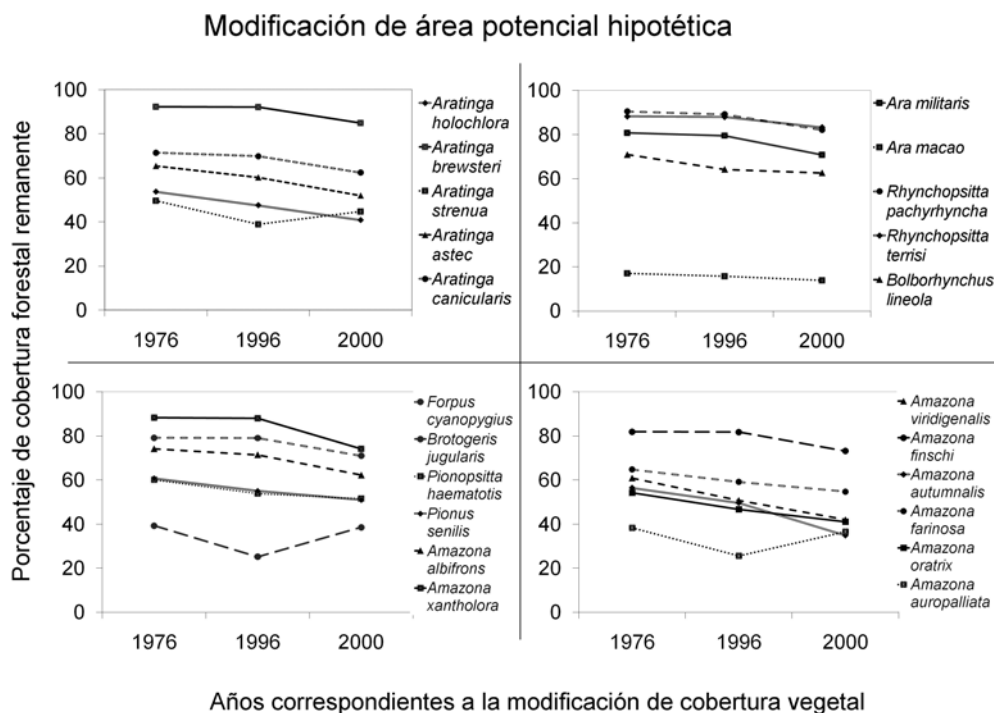 Modificación de área potencial hipotética
Porcentaje de cobertura forestal remanente
100
80
60
40
20
0
1976
1996
2000
Aratinga
holochlora
Aratinga
brewsteri
Aratinga
strenua
Aratinga
astec
Aratinga
canicularis
100
80
60
40
20
0
1976
1996
2000
Ara militaris
Ara macao
Rhynchopsitta
pachyrhyncha
Rhynchopsitta
terrisi
Bolborhynchus
lineola
100
80
60
40
20
0
1976
1996
2000
Forpus
cyanopygius
Brotogeris
jugularis
Pionopsitta
haematotis
Pionus
senilis
Amazona
albifrons
Amazona
xantholora
100
80
60
40
20
0
1976
1996
2000
Amazona
viridigenalis
Amazona
finschi
Amazona
autumnalis
Amazona
farinosa
Amazona
oratrix
Amazona
auropalliata
Años correspondientes a la modificación de cobertura vegetal